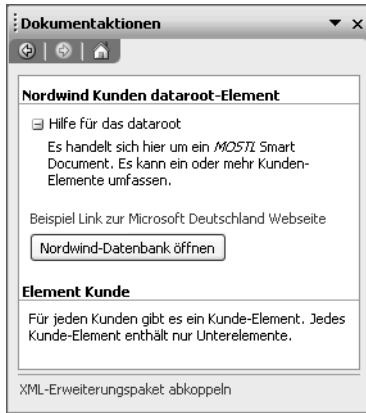 Dokumentaktionen
Nordwind Kunden dataroot-Element
Hilfe für das dataroot
Es handelt sich hier um ein MOSTL Smart
Document. Es kann ein oder mehr Kunden-
Elemente umfassen.
Beispiel Link zur Microsoft Deutschland Webseite
Nordwind-Datenbank öffnen
Element Kunde
Für jeden Kunden gibt es ein Kunde-Element. Jedes
Kunde-Element enthält nur Unterelemente.
XML-Erweiterungspaket abkoppeln